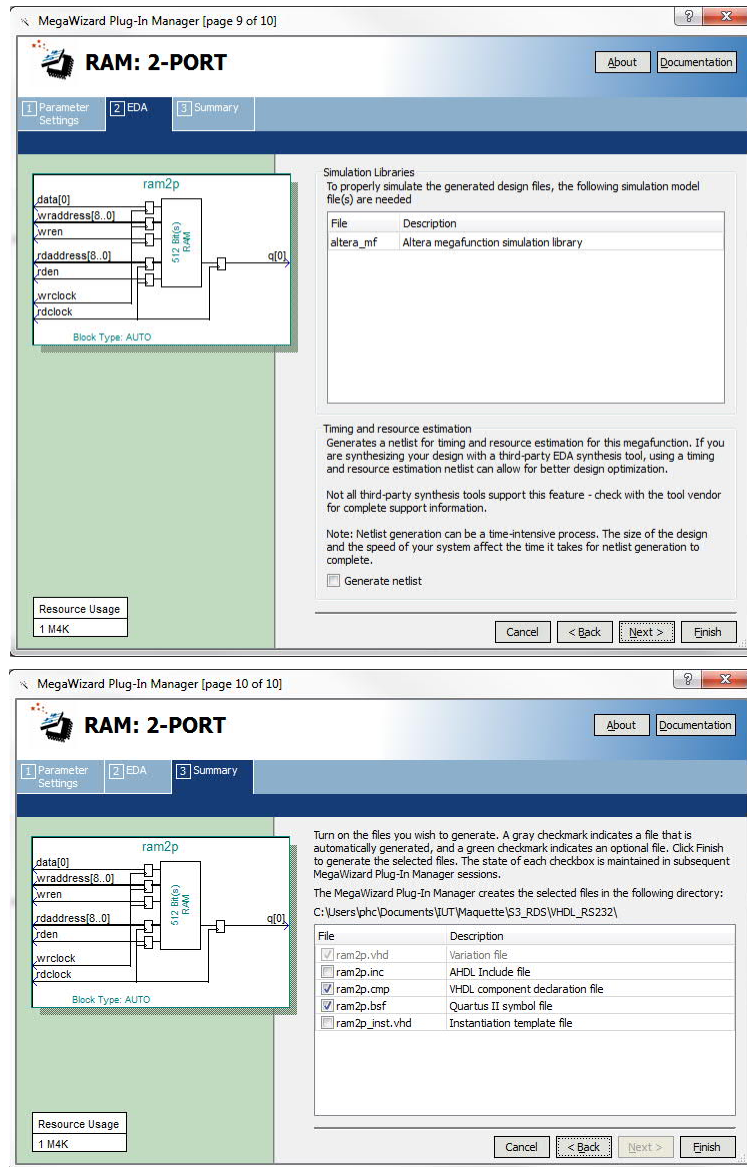 MegaWizard Plug-In Manager [page 9 of 10]
RAM: 2-PORT
About
Documentation
1 Parameter Settings
2 EDA
3 Summary
ram2p
data[0]
wraddress[8..0]
wren
rdaddress[8..0]
rden
wrclock
rdclock
512 Bit(s)
RAM
q[0]
Block Type: AUTO
Resource Usage
1 M4K
Simulation Libraries
To properly simulate the generated design files, the following simulation model
file(s) are needed
File Description
altera_mf Altera megafunction simulation library
Timing and resource estimation
Generates a netlist for timing and resource estimation for this megafunction. If you
are synthesizing your design with a third-party EDA synthesis tool, using a timing
and resource estimation netlist can allow for better design optimization.
Not all third-party synthesis tools support this feature - check with the tool vendor
for complete support information.
Note: Netlist generation can be a time-intensive process. The size of the design
and the speed of your system affect the time it takes for netlist generation to
complete.
Generate netlist
Cancel < Back Next > Finish
MegaWizard Plug-In Manager [page 10 of 10]
RAM: 2-PORT
About
Documentation
1 Parameter Settings
2 EDA
3 Summary
ram2p
data[0]
wraddress[8..0]
wren
rdaddress[8..0]
rden
wrclock
rdclock
512 Bit(s)
RAM
q[0]
Block Type: AUTO
Resource Usage
1 M4K
Turn on the files you wish to generate. A gray checkmark indicates a file that is
automatically generated, and a green checkmark indicates an optional file. Click Finish
to generate the selected files. The state of each checkbox is maintained in subsequent
MegaWizard Plug-In Manager sessions.
The MegaWizard Plug-In Manager creates the selected files in the following directory:
C:\Users\phc\Documents\IUT\Maquette\S3_RDS\VHDL_RS232\
File Description
ram2p.vhd Variation file
ram2p.inc AHDL Include file
ram2p.cmp VHDL component declaration file
ram2p.bsf Quartus II symbol file
ram2p_inst.vhd Instantiation template file
Cancel < Back Next > Finish